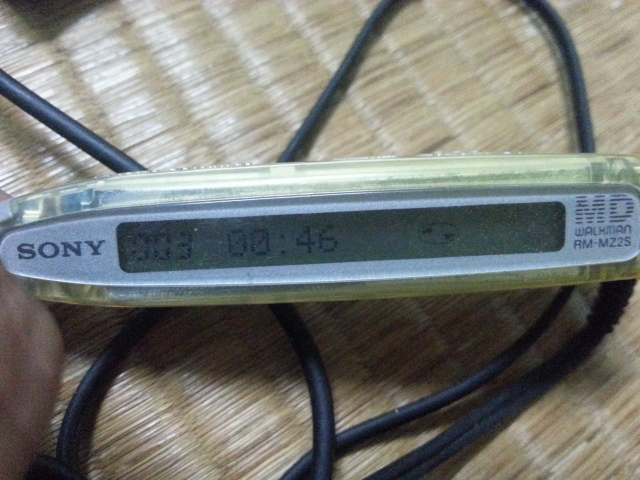 SONY
003 00:46
MD
WALKMAN
RM-MZ2S